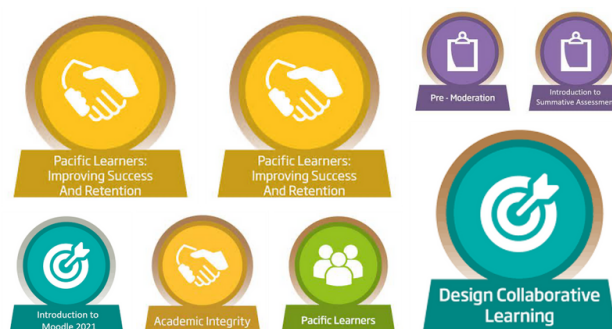 Pacific Learners:
Improving Success
And Retention
Pacific Learners:
Improving Success
And Retention
Pre - Moderation
Introduction to
Summative Assessment
Introduction to
Moodle 2021
Academic Integrity
Pacific Learners
Design Collaborative
Learning